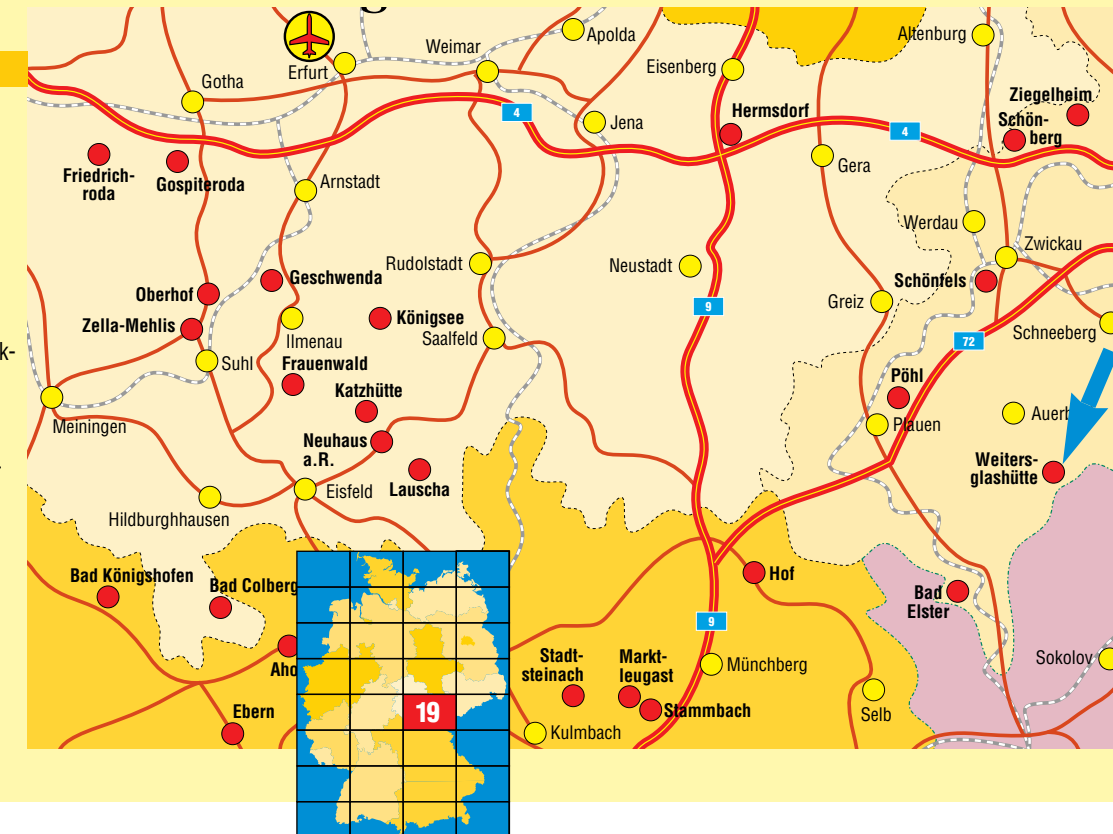 Apolda
Altenburg
Weimar
Erfurt
Eisenberg
Gotha
Ziegelheim
Hermsdorf
4
Jena
Schön-
berg
4
Gera
Friedrich-
roda
Gospiteroda
Arnstadt
Werdau
Zwickau
Rudolstadt
Neustadt
Geschwenda
Schönfels
Oberhof
Greiz
9
Königsee
Zella-Mehlis
Schneeberg
Ilmenau
Saalfeld
72
k-
Suhl
Frauenwald
Pöhl
Katzhütte
Auerb
Meiningen
Plauen
Neuhaus
a.R.
Weiters-
glashütte
Lauscha
Eisfeld
Hildburghhausen
Bad Königshofen
Hof
Bad Colberg
Bad
Elster
9
Stadt-
steinach
Markt-
leugast
Münchberg
Sokolov
Aho
Ebern
19
Stammbach
Selb
Kulmbach